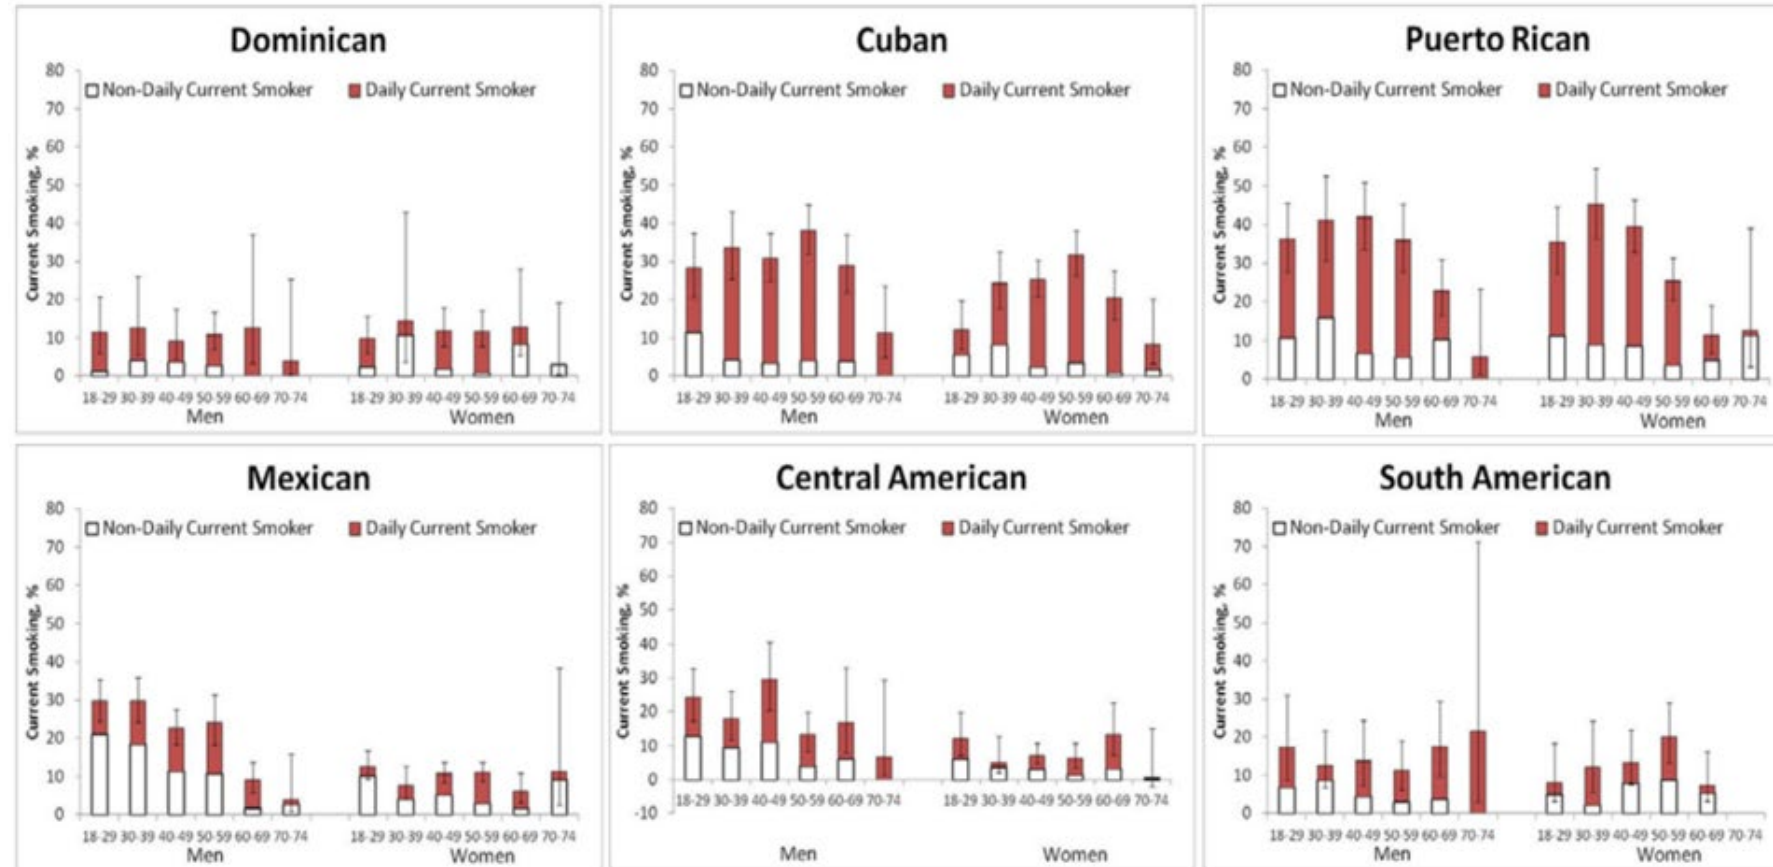 Dominican
80
70
60
50
40
30
20
10
0
Current Smoking, %
Non-Daily Current Smoker Daily Current Smoker
18-29 30-39 40-49 50-59 60-69 70-74 18-29 30-39 40-49 50-59 60-69 70-74
Men Women
Cuban
80
70
60
50
40
30
20
10
0
Current Smoking, %
Non-Daily Current Smoker Daily Current Smoker
18-29 30-39 40-49 50-59 60-69 70-74 18-29 30-39 40-49 50-59 60-69 70-74
Men Women
Puerto Rican
80
70
60
50
40
30
20
10
0
Current Smoking, %
Non-Daily Current Smoker Daily Current Smoker
18-29 30-39 40-49 50-59 60-69 70-74 18-29 30-39 40-49 50-59 60-69 70-74
Men Women
Mexican
80
70
60
50
40
30
20
10
0
Current Smoking, %
Non-Daily Current Smoker Daily Current Smoker
18-29 30-39 40-49 50-59 60-69 70-74 18-29 30-39 40-49 50-59 60-69 70-74
Men Women
Central American
80
70
60
50
40
30
20
10
0
-10
Current Smoking, %
Non-Daily Current Smoker Daily Current Smoker
18-29 30-39 40-49 50-59 60-69 70-74 18-29 30-39 40-49 50-59 60-69 70-74
Men Women
South American
80
70
60
50
40
30
20
10
0
Current Smoking, %
Non-Daily Current Smoker Daily Current Smoker
18-29 30-39 40-49 50-59 60-69 70-74 18-29 30-39 40-49 50-59 60-69 70-74
Men Women